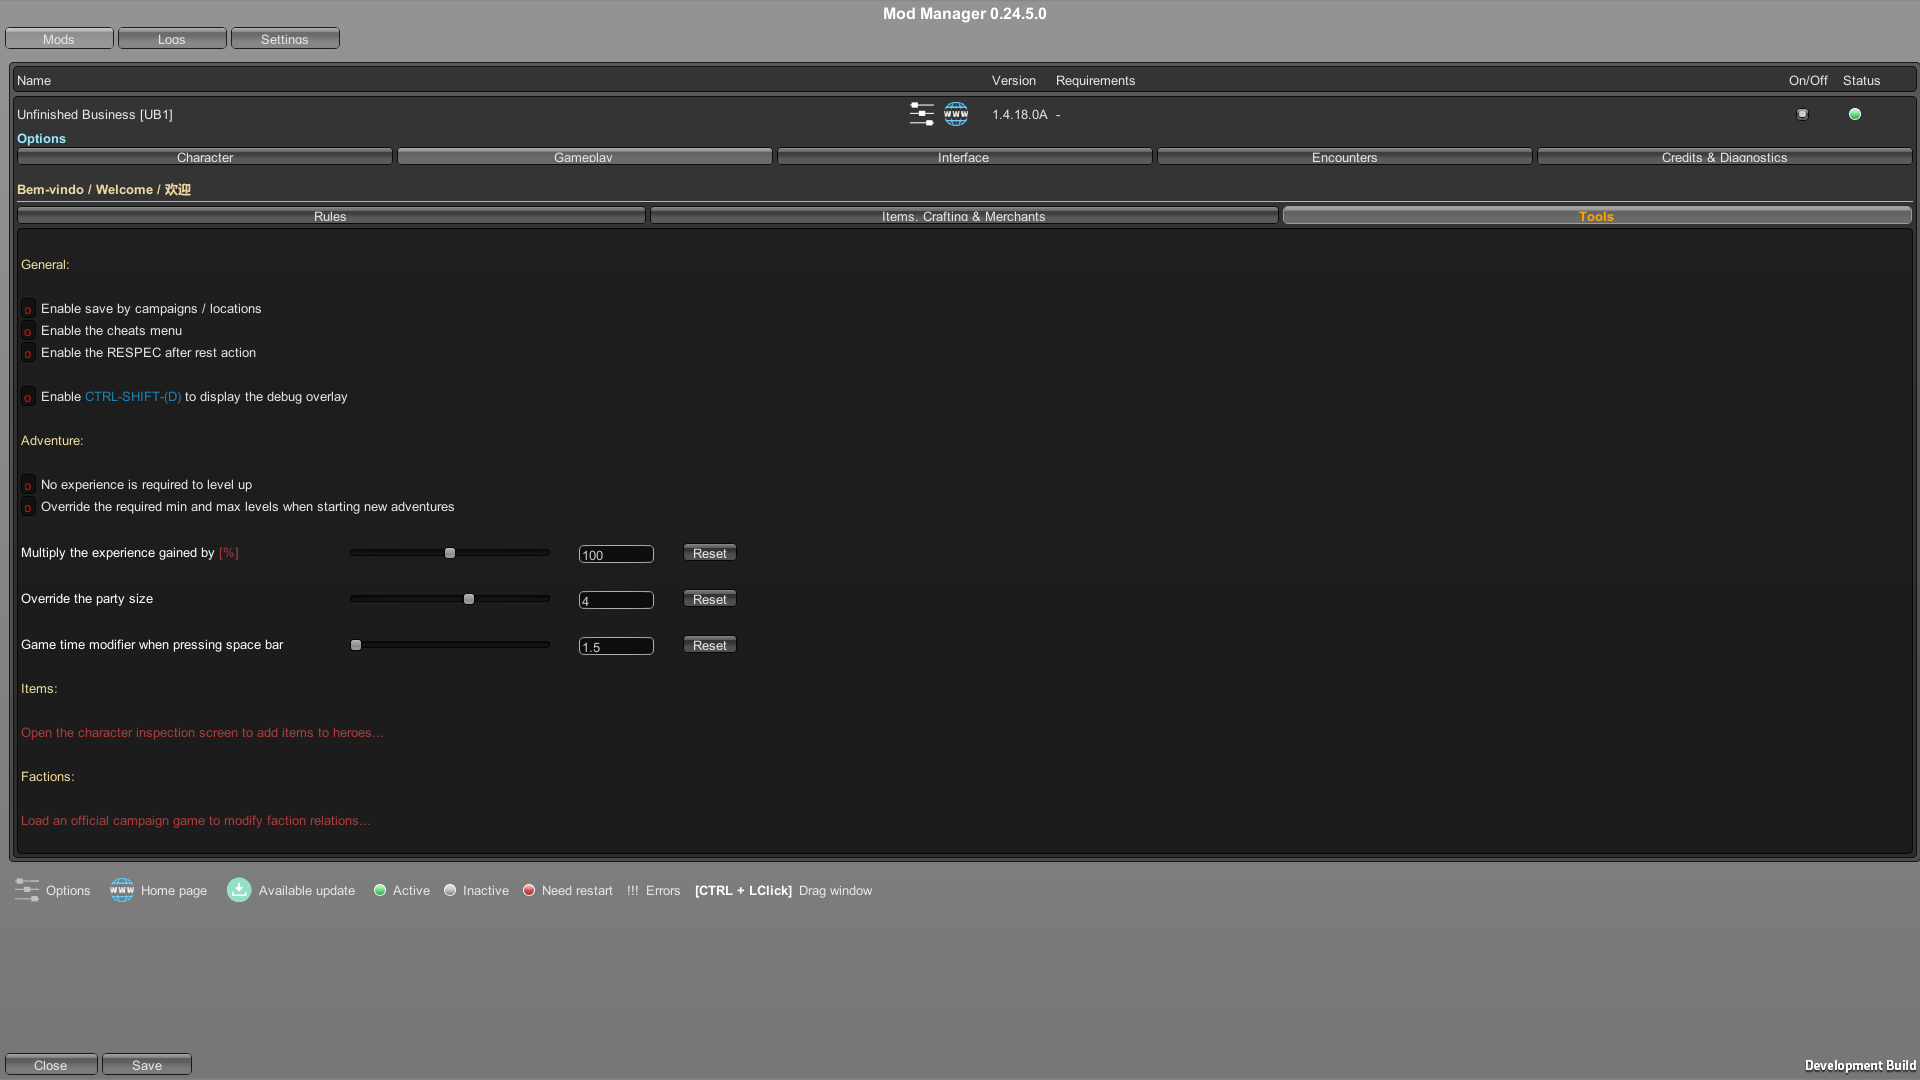 Mod Manager 0.24.5.0
Mods Logs Settings
Name Version Requirements On/Off Status
Unfinished Business [UB1] www 1.4.18.0A -
Options
Character Gameplay Interface Encounters Credits & Diagnostics
Bem-vindo / Welcome / 欢迎
Rules Items, Crafting & Merchants Tools
General:
o Enable save by campaigns / locations
o Enable the cheats menu
o Enable the RESPEC after rest action
o Enable CTRL-SHIFT-(D) to display the debug overlay
Adventure:
o No experience is required to level up
o Override the required min and max levels when starting new adventures
Multiply the experience gained by [%] 100 Reset
Override the party size 4 Reset
Game time modifier when pressing space bar 1.5 Reset
Items:
Open the character inspection screen to add items to heroes...
Factions:
Load an official campaign game to modify faction relations...
Options www Home page Available update Active Inactive Need restart !!! Errors [CTRL + LClick] Drag window
Close Save Development Build